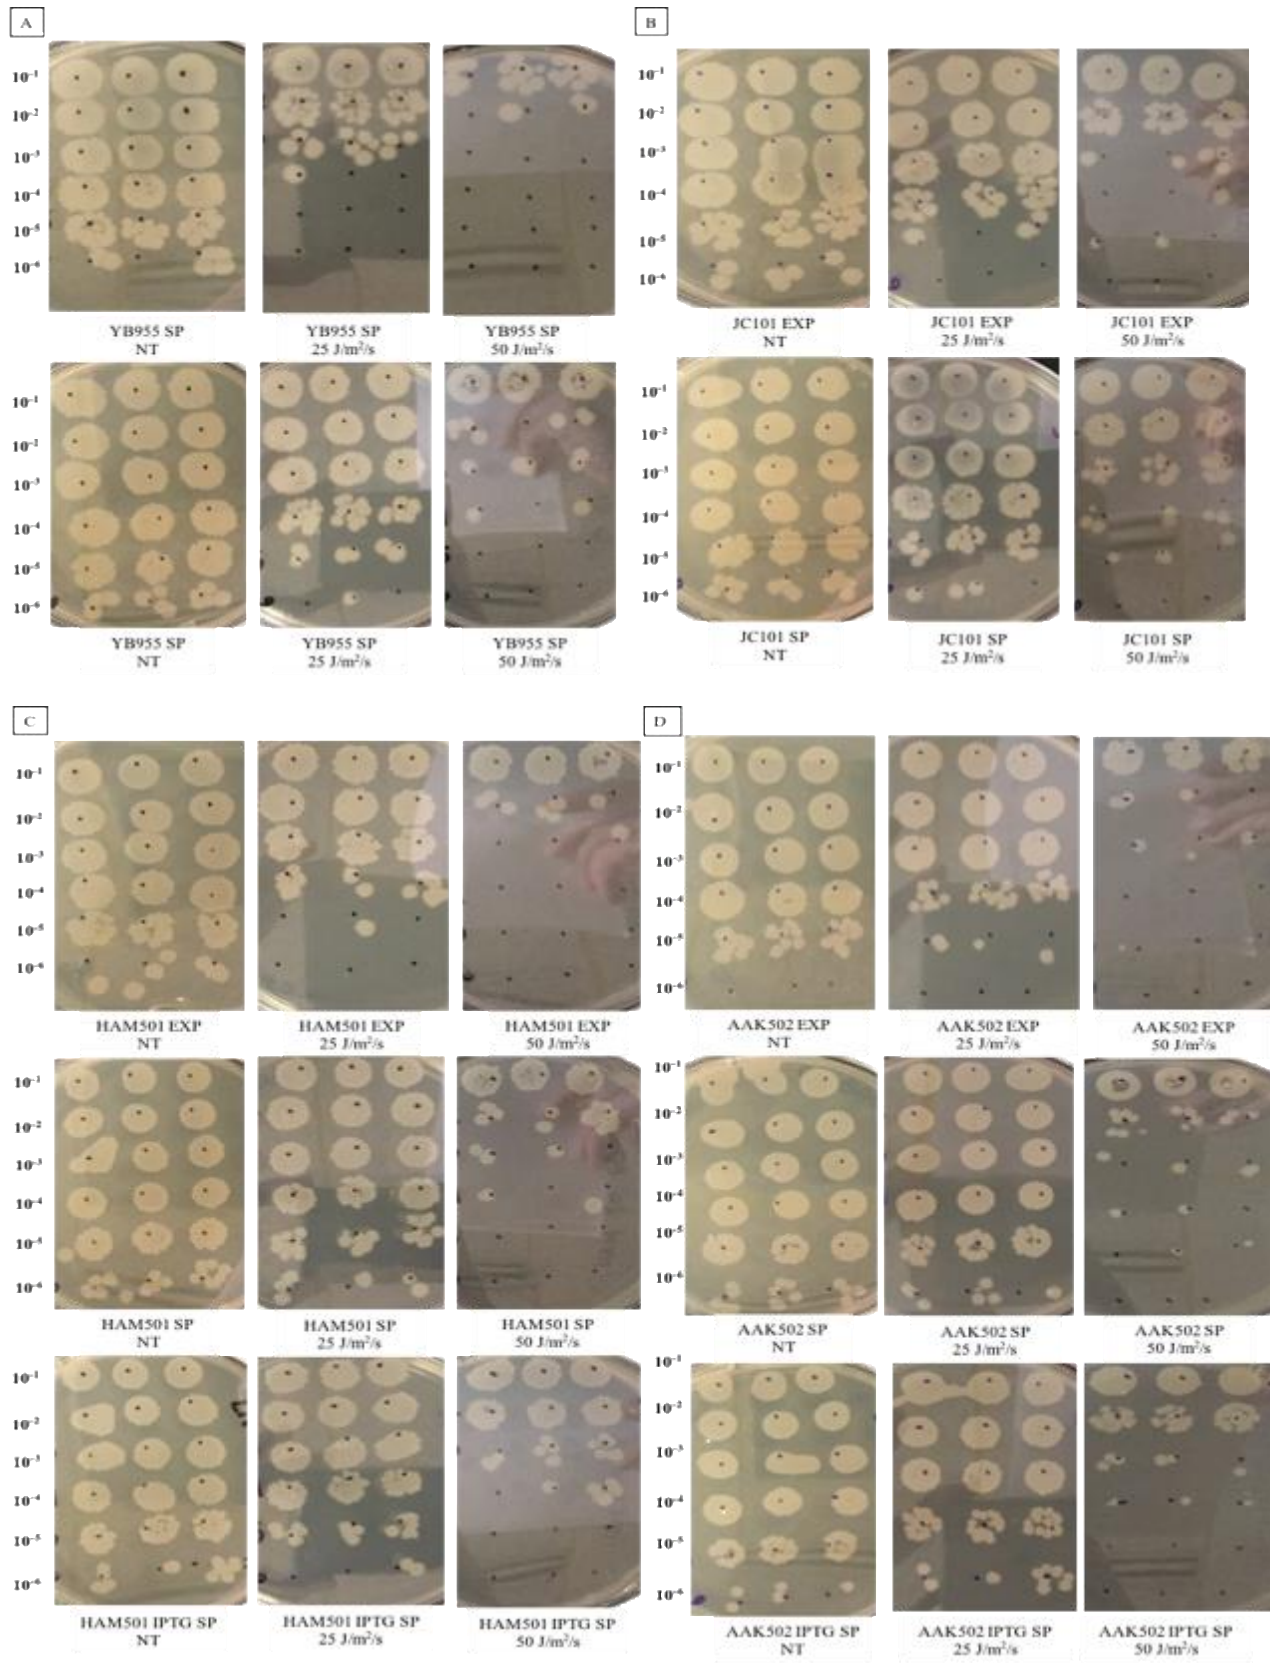 A
10⁻¹
10⁻²
10⁻³
10⁻⁴
10⁻⁵
10⁻⁶
YB955 SP
NT
YB955 SP
25 J/m²/s
YB955 SP
50 J/m²/s
10⁻¹
10⁻²
10⁻³
10⁻⁴
10⁻⁵
10⁻⁶
YB955 SP
NT
YB955 SP
25 J/m²/s
YB955 SP
50 J/m²/s
B
10⁻¹
10⁻²
10⁻³
10⁻⁴
10⁻⁵
10⁻⁶
JC101 EXP
NT
JC101 EXP
25 J/m²/s
JC101 EXP
50 J/m²/s
10⁻¹
10⁻²
10⁻³
10⁻⁴
10⁻⁵
10⁻⁶
JC101 SP
NT
JC101 SP
25 J/m²/s
JC101 SP
50 J/m²/s
C
10⁻¹
10⁻²
10⁻³
10⁻⁴
10⁻⁵
10⁻⁶
HAM501 EXP
NT
HAM501 EXP
25 J/m²/s
HAM501 EXP
50 J/m²/s
10⁻¹
10⁻²
10⁻³
10⁻⁴
10⁻⁵
10⁻⁶
HAM501 SP
NT
HAM501 SP
25 J/m²/s
HAM501 SP
50 J/m²/s
10⁻¹
10⁻²
10⁻³
10⁻⁴
10⁻⁵
10⁻⁶
HAM501 IPTG SP
NT
HAM501 IPTG SP
25 J/m²/s
HAM501 IPTG SP
50 J/m²/s
D
10⁻¹
10⁻²
10⁻³
10⁻⁴
10⁻⁵
10⁻⁶
AAK502 EXP
NT
AAK502 EXP
25 J/m²/s
AAK502 EXP
50 J/m²/s
10⁻¹
10⁻²
10⁻³
10⁻⁴
10⁻⁵
10⁻⁶
AAK502 SP
NT
AAK502 SP
25 J/m²/s
AAK502 SP
50 J/m²/s
10⁻¹
10⁻²
10⁻³
10⁻⁴
10⁻⁵
10⁻⁶
AAK502 IPTG SP
NT
AAK502 IPTG SP
25 J/m²/s
AAK502 IPTG SP
50 J/m²/s